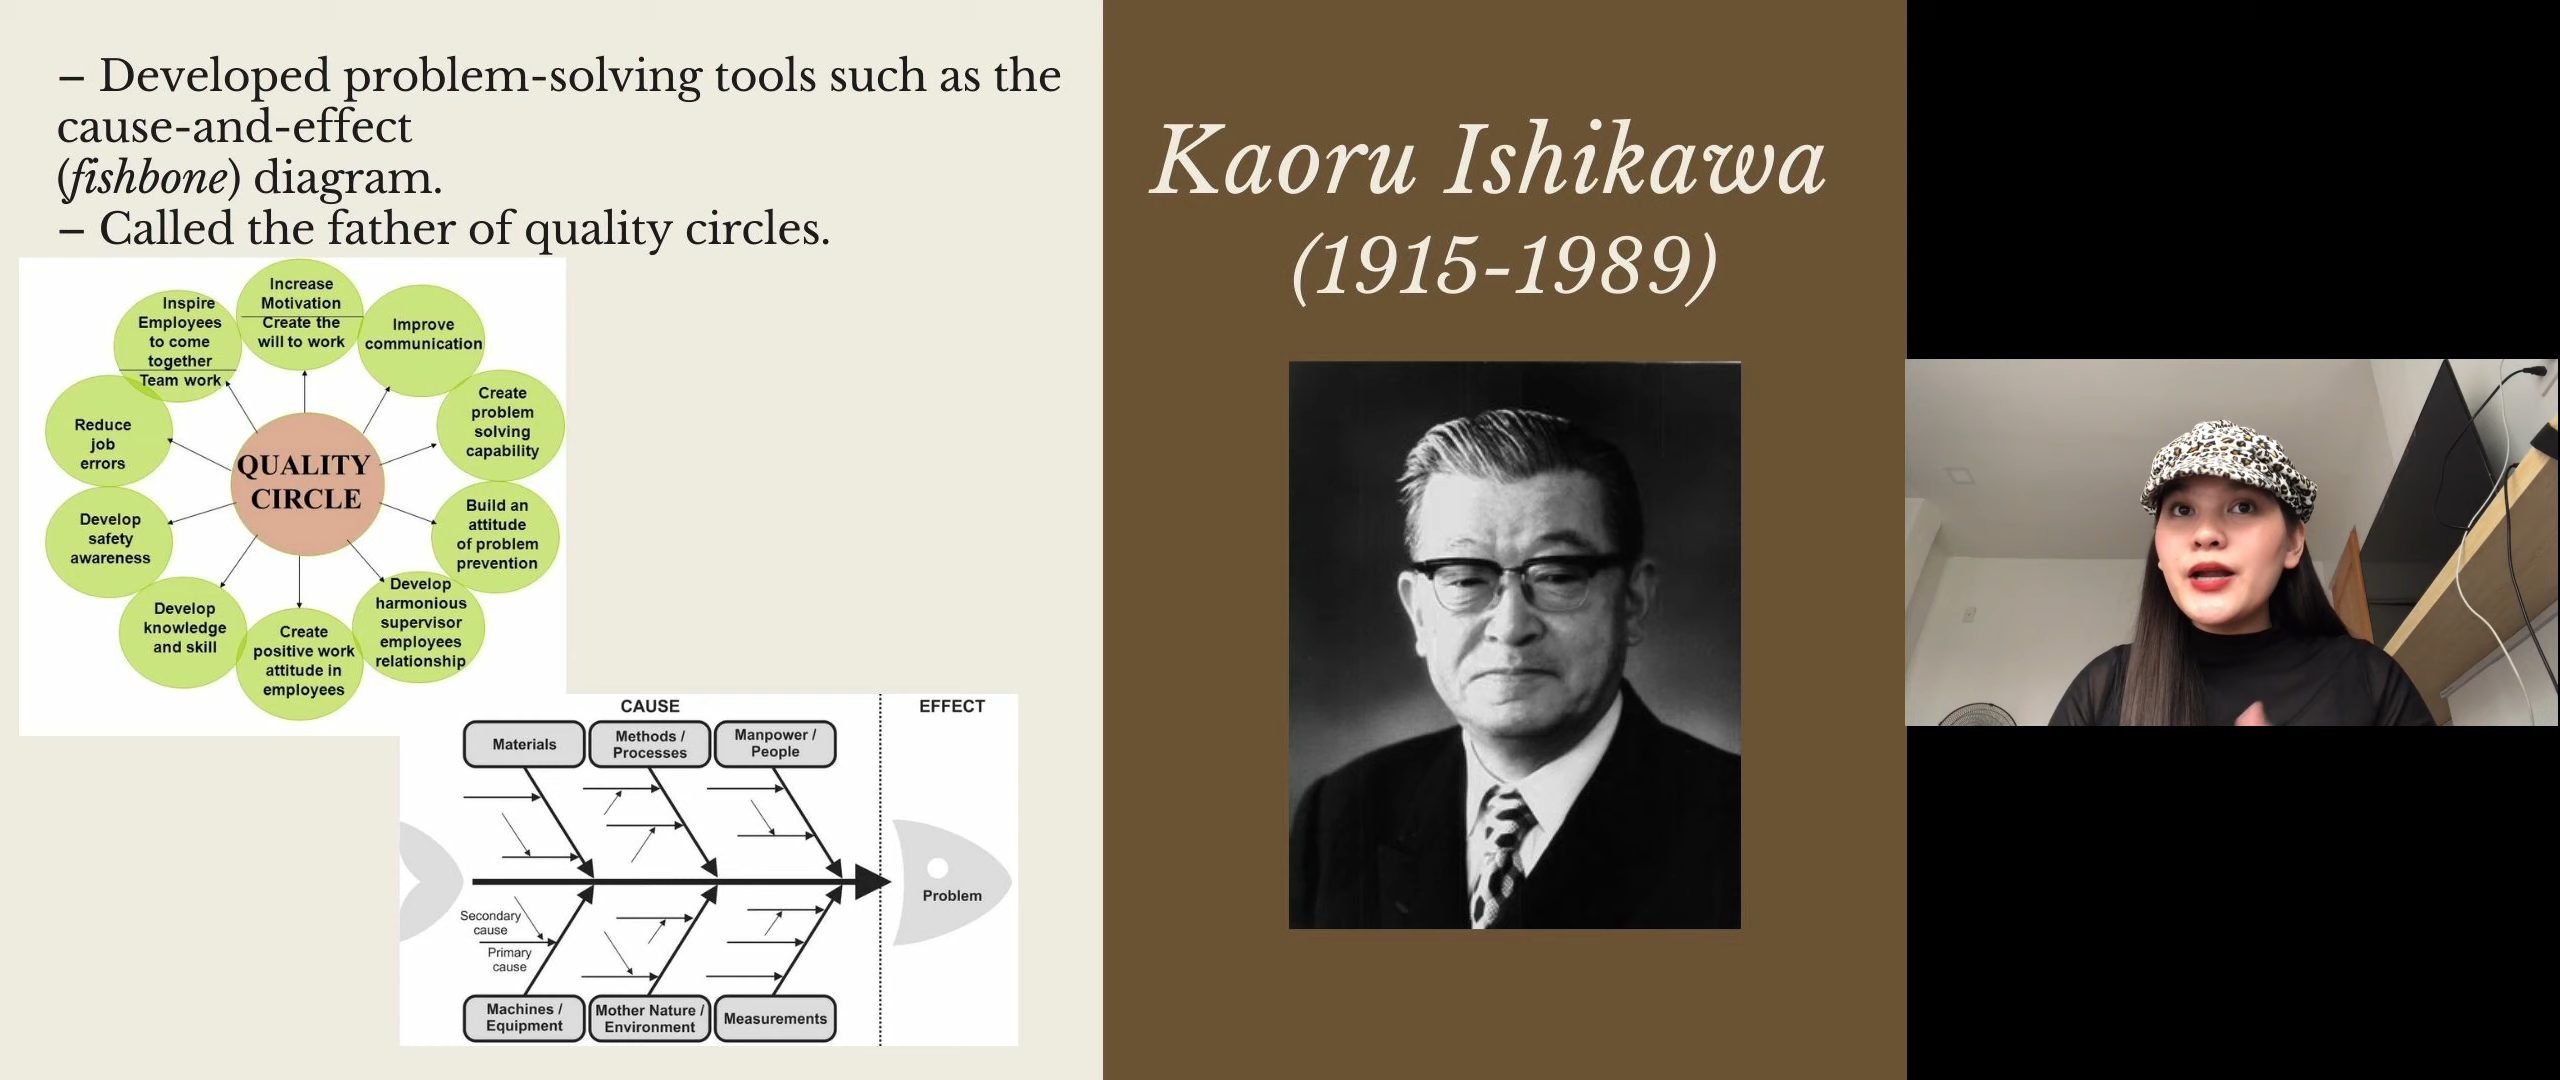 – Developed problem-solving tools such as the
cause-and-effect
(fishbone) diagram.
– Called the father of quality circles.
Kaoru Ishikawa
(1915-1989)
Increase
Motivation
Create the
will to work
Improve
communication
Create
problem
solving
capability
Build an
attitude
of problem
prevention
Develop
harmonious
supervisor
employees
relationship
Create
positive work
attitude in
employees
Develop
knowledge
and skill
Develop
safety
awareness
Reduce
job
errors
Inspire
Employees
to come
together
Team work
QUALITY
CIRCLE
CAUSE
EFFECT
Materials
Methods /
Processes
Manpower /
People
Problem
Secondary
cause
Primary
cause
Machines /
Equipment
Mother Nature /
Environment
Measurements